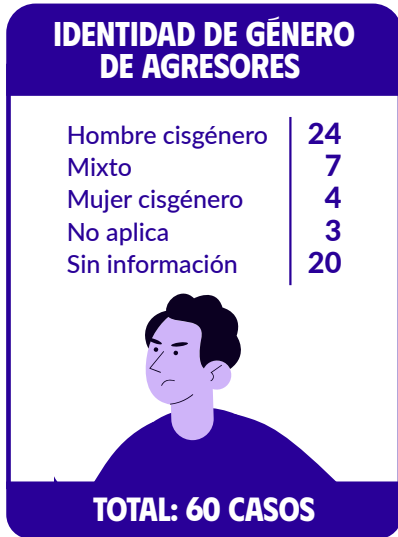 IDENTIDAD DE GÉNERO
DE AGRESORES
Hombre cisgénero 24
Mixto 7
Mujer cisgénero 4
No aplica 3
Sin información 20
TOTAL: 60 CASOS